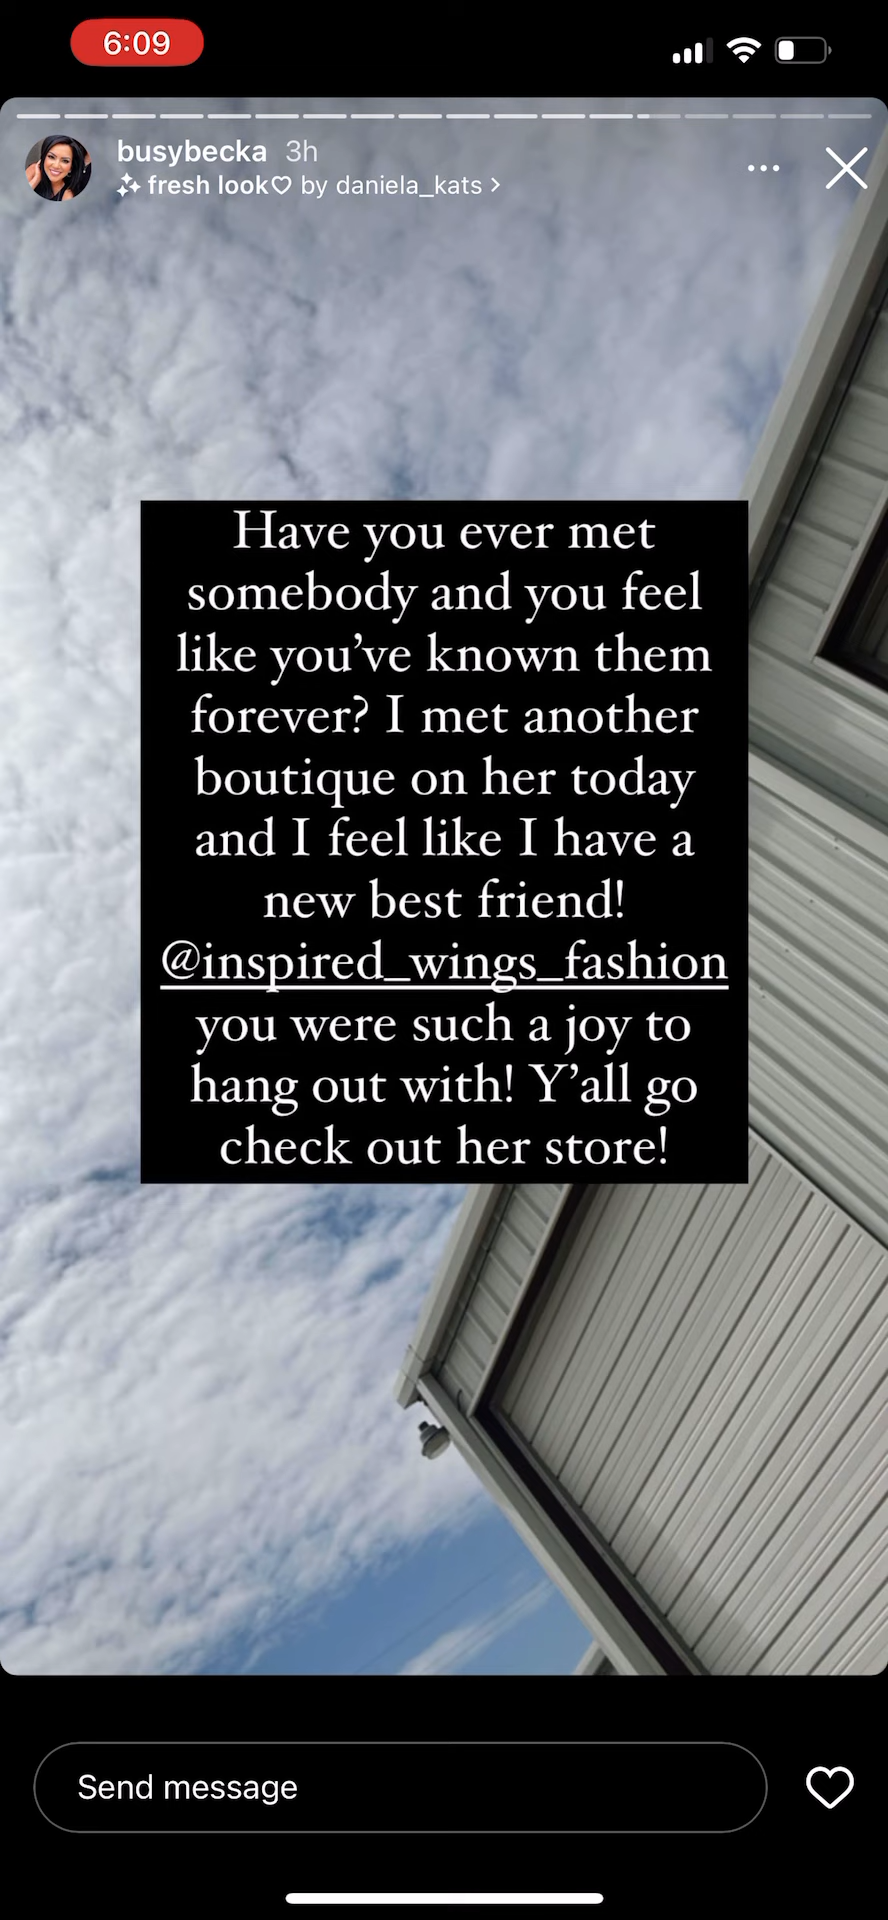 6:09
busybecka 3h
fresh look♡ by daniela_kats >
Have you ever met
somebody and you feel
like you’ve known them
forever? I met another
boutique on her today
and I feel like I have a
new best friend!
@inspired_wings_fashion
you were such a joy to
hang out with! Y’all go
check out her store!
Send message